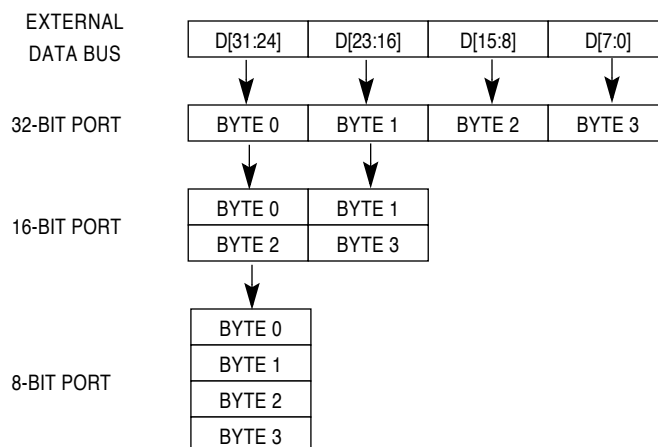 EXTERNAL
DATA BUS
D[31:24] D[23:16] D[15:8] D[7:0]
32-BIT PORT
BYTE 0 BYTE 1 BYTE 2 BYTE 3
16-BIT PORT
BYTE 0 BYTE 1
BYTE 2 BYTE 3
8-BIT PORT
BYTE 0
BYTE 1
BYTE 2
BYTE 3